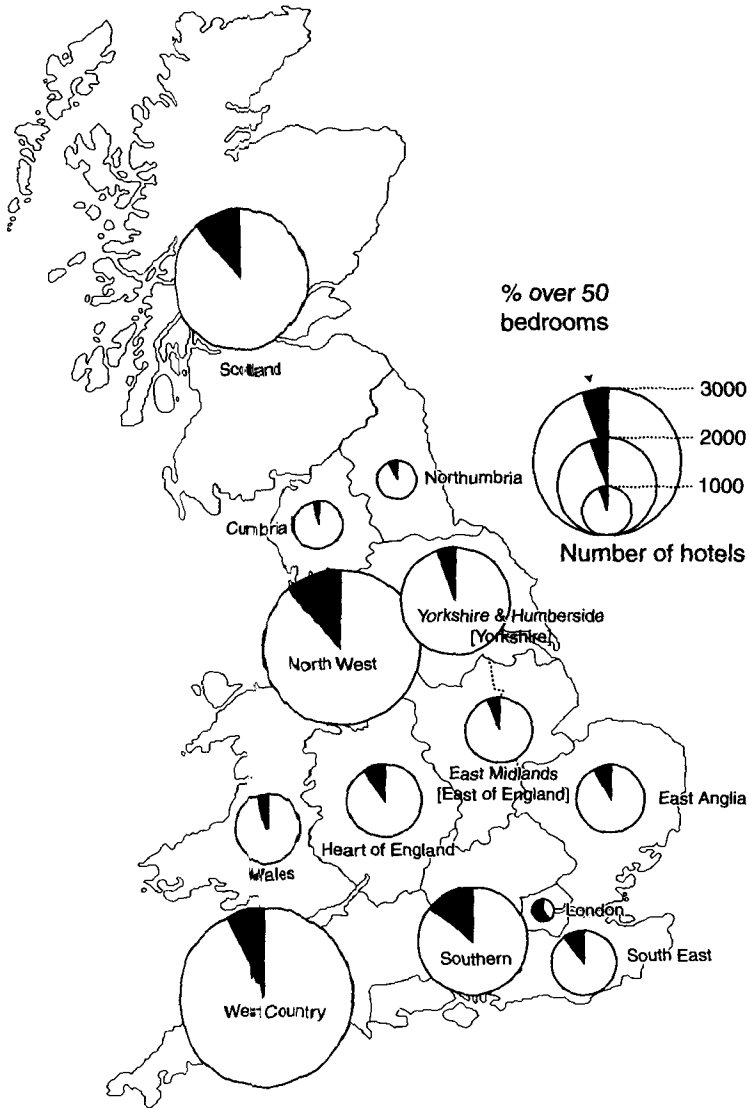 Scotland
% over 50
bedrooms
3000
2000
1000
Number of hotels
Northumbria
Cumbria
Yorkshire & Humberside
[Yorkshire]
North West
East Midlands
[East of England]
East Anglia
Heart of England
Wales
London
Southern
South East
West Country